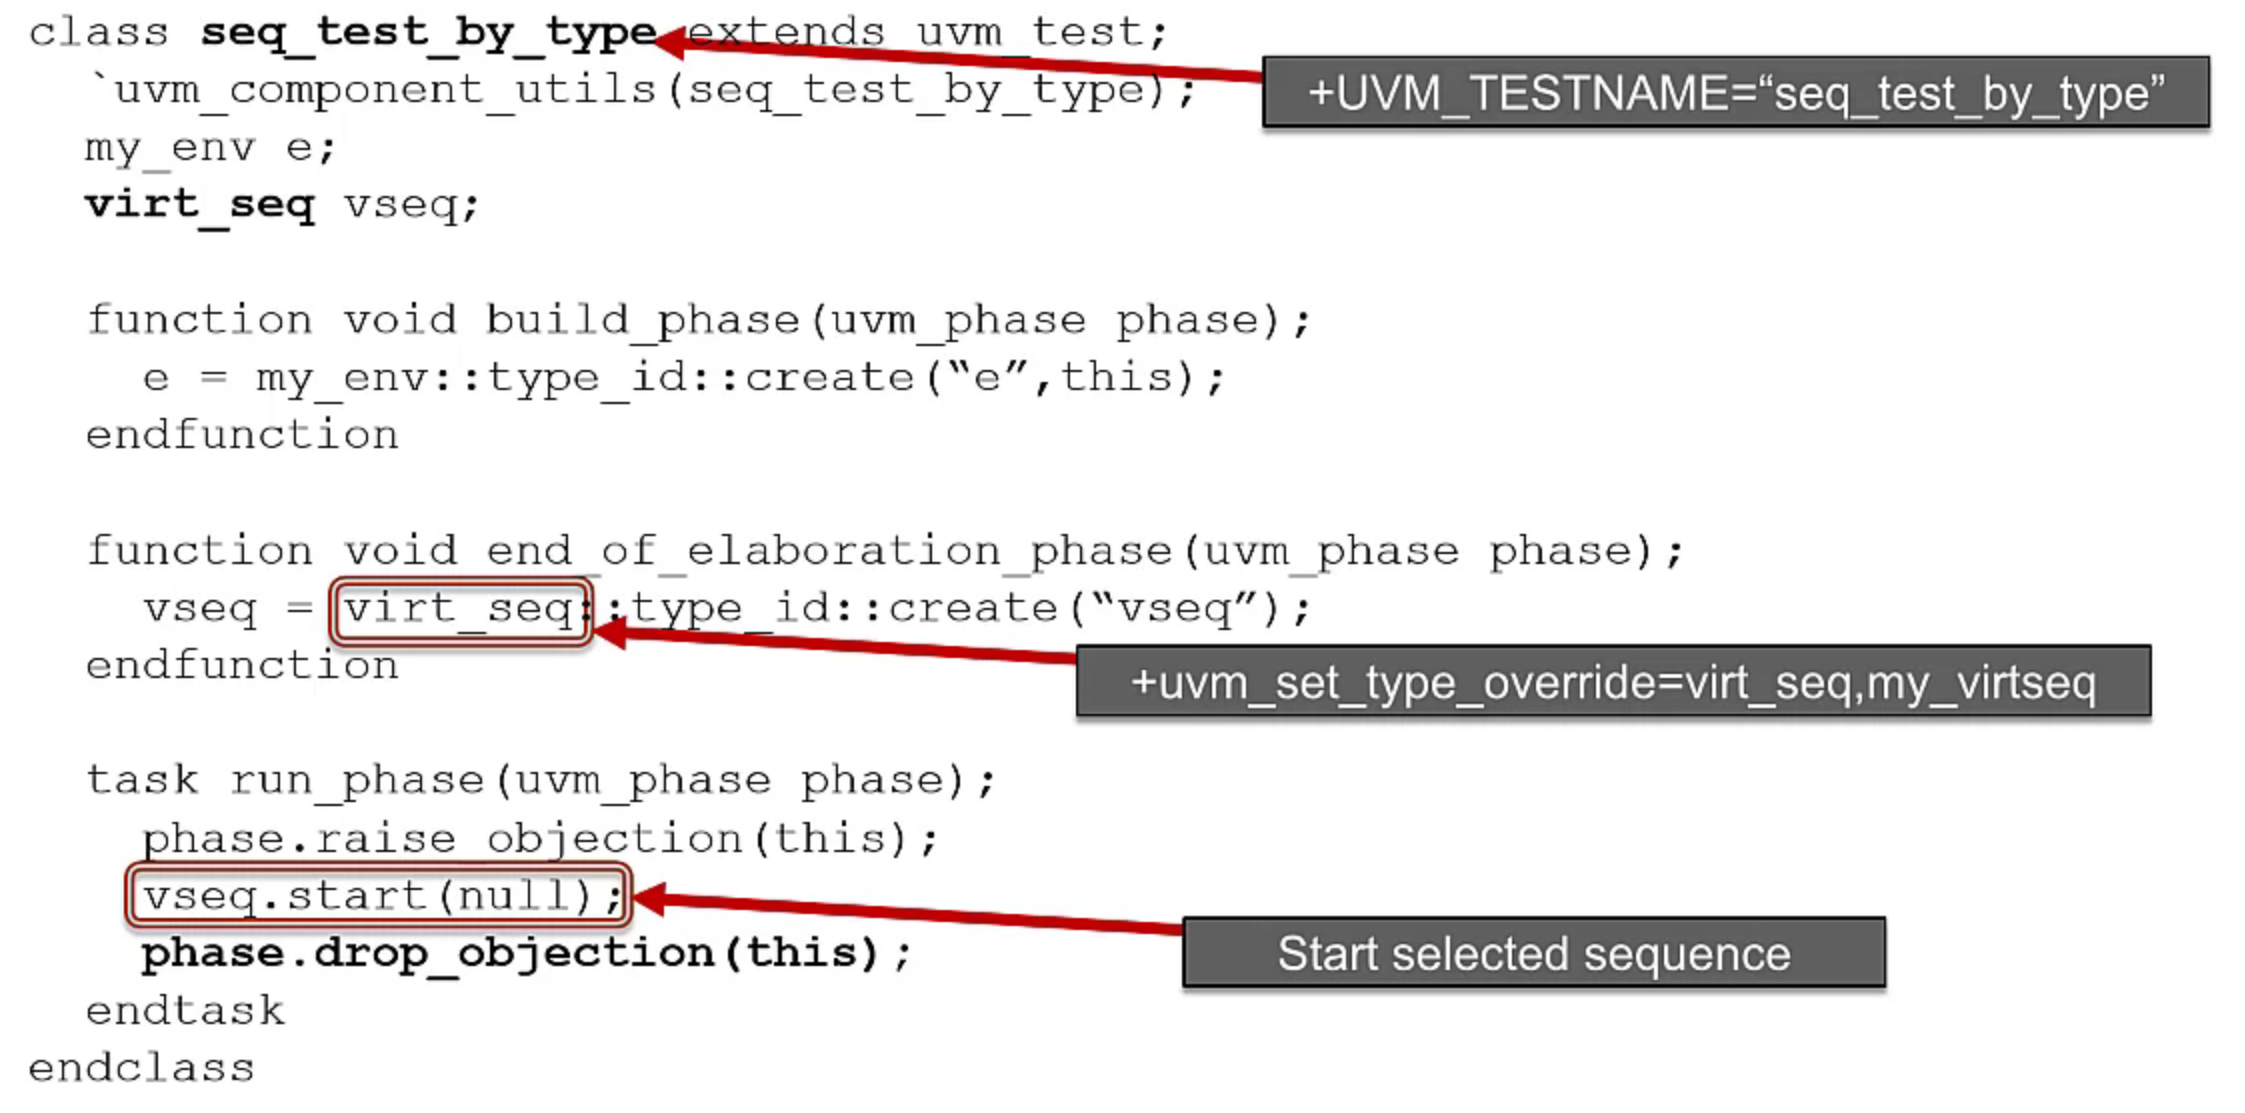 class seq_test_by_type extends uvm_test;
`uvm_component_utils(seq_test_by_type);
+UVM_TESTNAME=“seq_test_by_type”
my_env e;
virt_seq vseq;
function void build_phase(uvm_phase phase);
e = my_env::type_id::create(“e”,this);
endfunction
function void end_of_elaboration_phase(uvm_phase phase);
vseq = virt_seq::type_id::create(“vseq”);
endfunction
+uvm_set_type_override=virt_seq,my_virtseq
task run_phase(uvm_phase phase);
phase.raise_objection(this);
vseq.start(null);
Start selected sequence
phase.drop_objection(this);
endtask
endclass